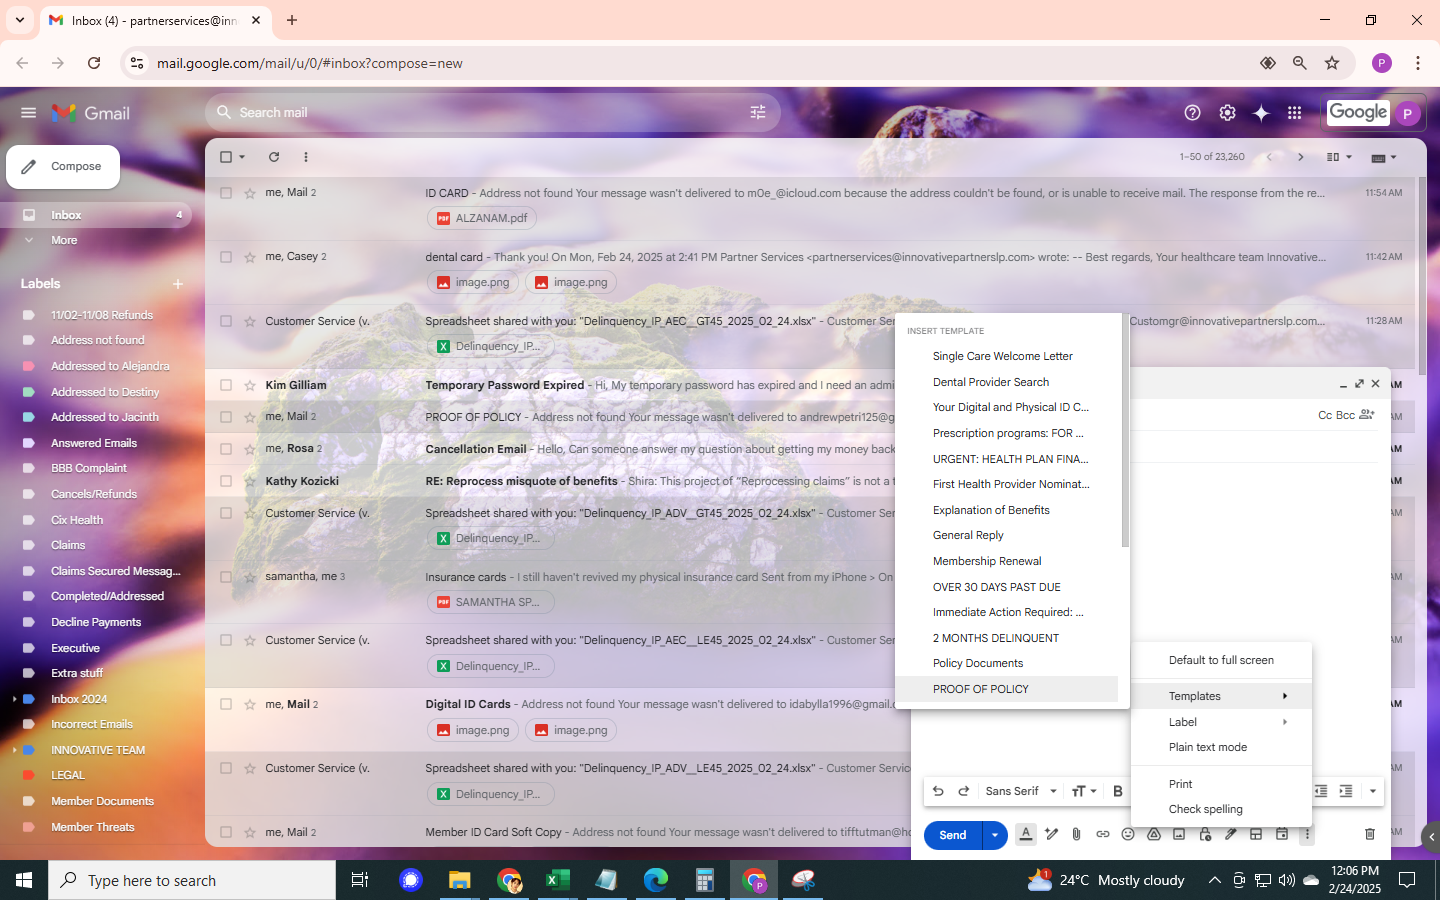 Inbox (4) - partnerservices@inn
mail.google.com/mail/u/0/#inbox?compose=new
P
Gmail
Search mail
Google
P
Compose
1–50 of 23,260
Inbox 4
More
Labels
11/02-11/08 Refunds
Address not found
Addressed to Alejandra
Addressed to Destiny
Addressed to Jacinth
Answered Emails
BBB Complaint
Cancels/Refunds
Cix Health
Claims
Claims Secured Messag...
Completed/Addressed
Decline Payments
Executive
Extra stuff
Inbox 2024
Incorrect Emails
INNOVATIVE TEAM
LEGAL
Member Documents
Member Threats
me, Mail 2 ID CARD - Address not found Your message wasn't delivered to m0e_@icloud.com because the address couldn't be found, or is unable to receive mail. The response from the re... 11:54 AM
PDF ALZANAM.pdf
me, Casey 2 dental card - Thank you! On Mon, Feb 24, 2025 at 2:41 PM Partner Services <partnerservices@innovativepartnerslp.com> wrote: -- Best regards, Your healthcare team Innovative... 11:42 AM
image.png image.png
Customer Service (v. Spreadsheet shared with you: "Delinquency_IP_AEC__GT45_2025_02_24.xlsx" - Customer Ser Customgr@innovativepartnerslp.com... 11:28 AM
X Delinquency_IP...
Kim Gilliam Temporary Password Expired - Hi, My temporary password has expired and I need an admi AM
me, Mail 2 PROOF OF POLICY - Address not found Your message wasn't delivered to andrewpetri125@g AM
me, Rosa 2 Cancellation Email - Hello, Can someone answer my question about getting my money back AM
Kathy Kozicki RE: Reprocess misquote of benefits - Shira: This project of “Reprocessing claims” is not a t AM
Customer Service (v. Spreadsheet shared with you: "Delinquency_IP_ADV__GT45_2025_02_24.xlsx" - Customer Ser AM
X Delinquency_IP...
samantha, me 3 Insurance cards - I still haven't revived my physical insurance card Sent from my iPhone > On AM
PDF SAMANTHA SP...
Customer Service (v. Spreadsheet shared with you: "Delinquency_IP_AEC__LE45_2025_02_24.xlsx" - Customer AM
X Delinquency_IP...
me, Mail 2 Digital ID Cards - Address not found Your message wasn't delivered to idabylla1996@gmail.c AM
image.png image.png
Customer Service (v. Spreadsheet shared with you: "Delinquency_IP_ADV__LE45_2025_02_24.xlsx" - Customer Servic AM
X Delinquency_IP...
me, Mail 2 Member ID Card Soft Copy - Address not found Your message wasn't delivered to tifftutman@ho AM
INSERT TEMPLATE
Single Care Welcome Letter
Dental Provider Search
Your Digital and Physical ID C...
Prescription programs: FOR ...
URGENT: HEALTH PLAN FINA...
First Health Provider Nominat...
Explanation of Benefits
General Reply
Membership Renewal
OVER 30 DAYS PAST DUE
Immediate Action Required: ...
2 MONTHS DELINQUENT
Policy Documents
PROOF OF POLICY
Cc Bcc
Default to full screen
Templates
Label
Plain text mode
Print
Check spelling
Sans Serif
B
Send
Type here to search
1
24°C Mostly cloudy
12:06 PM
2/24/2025